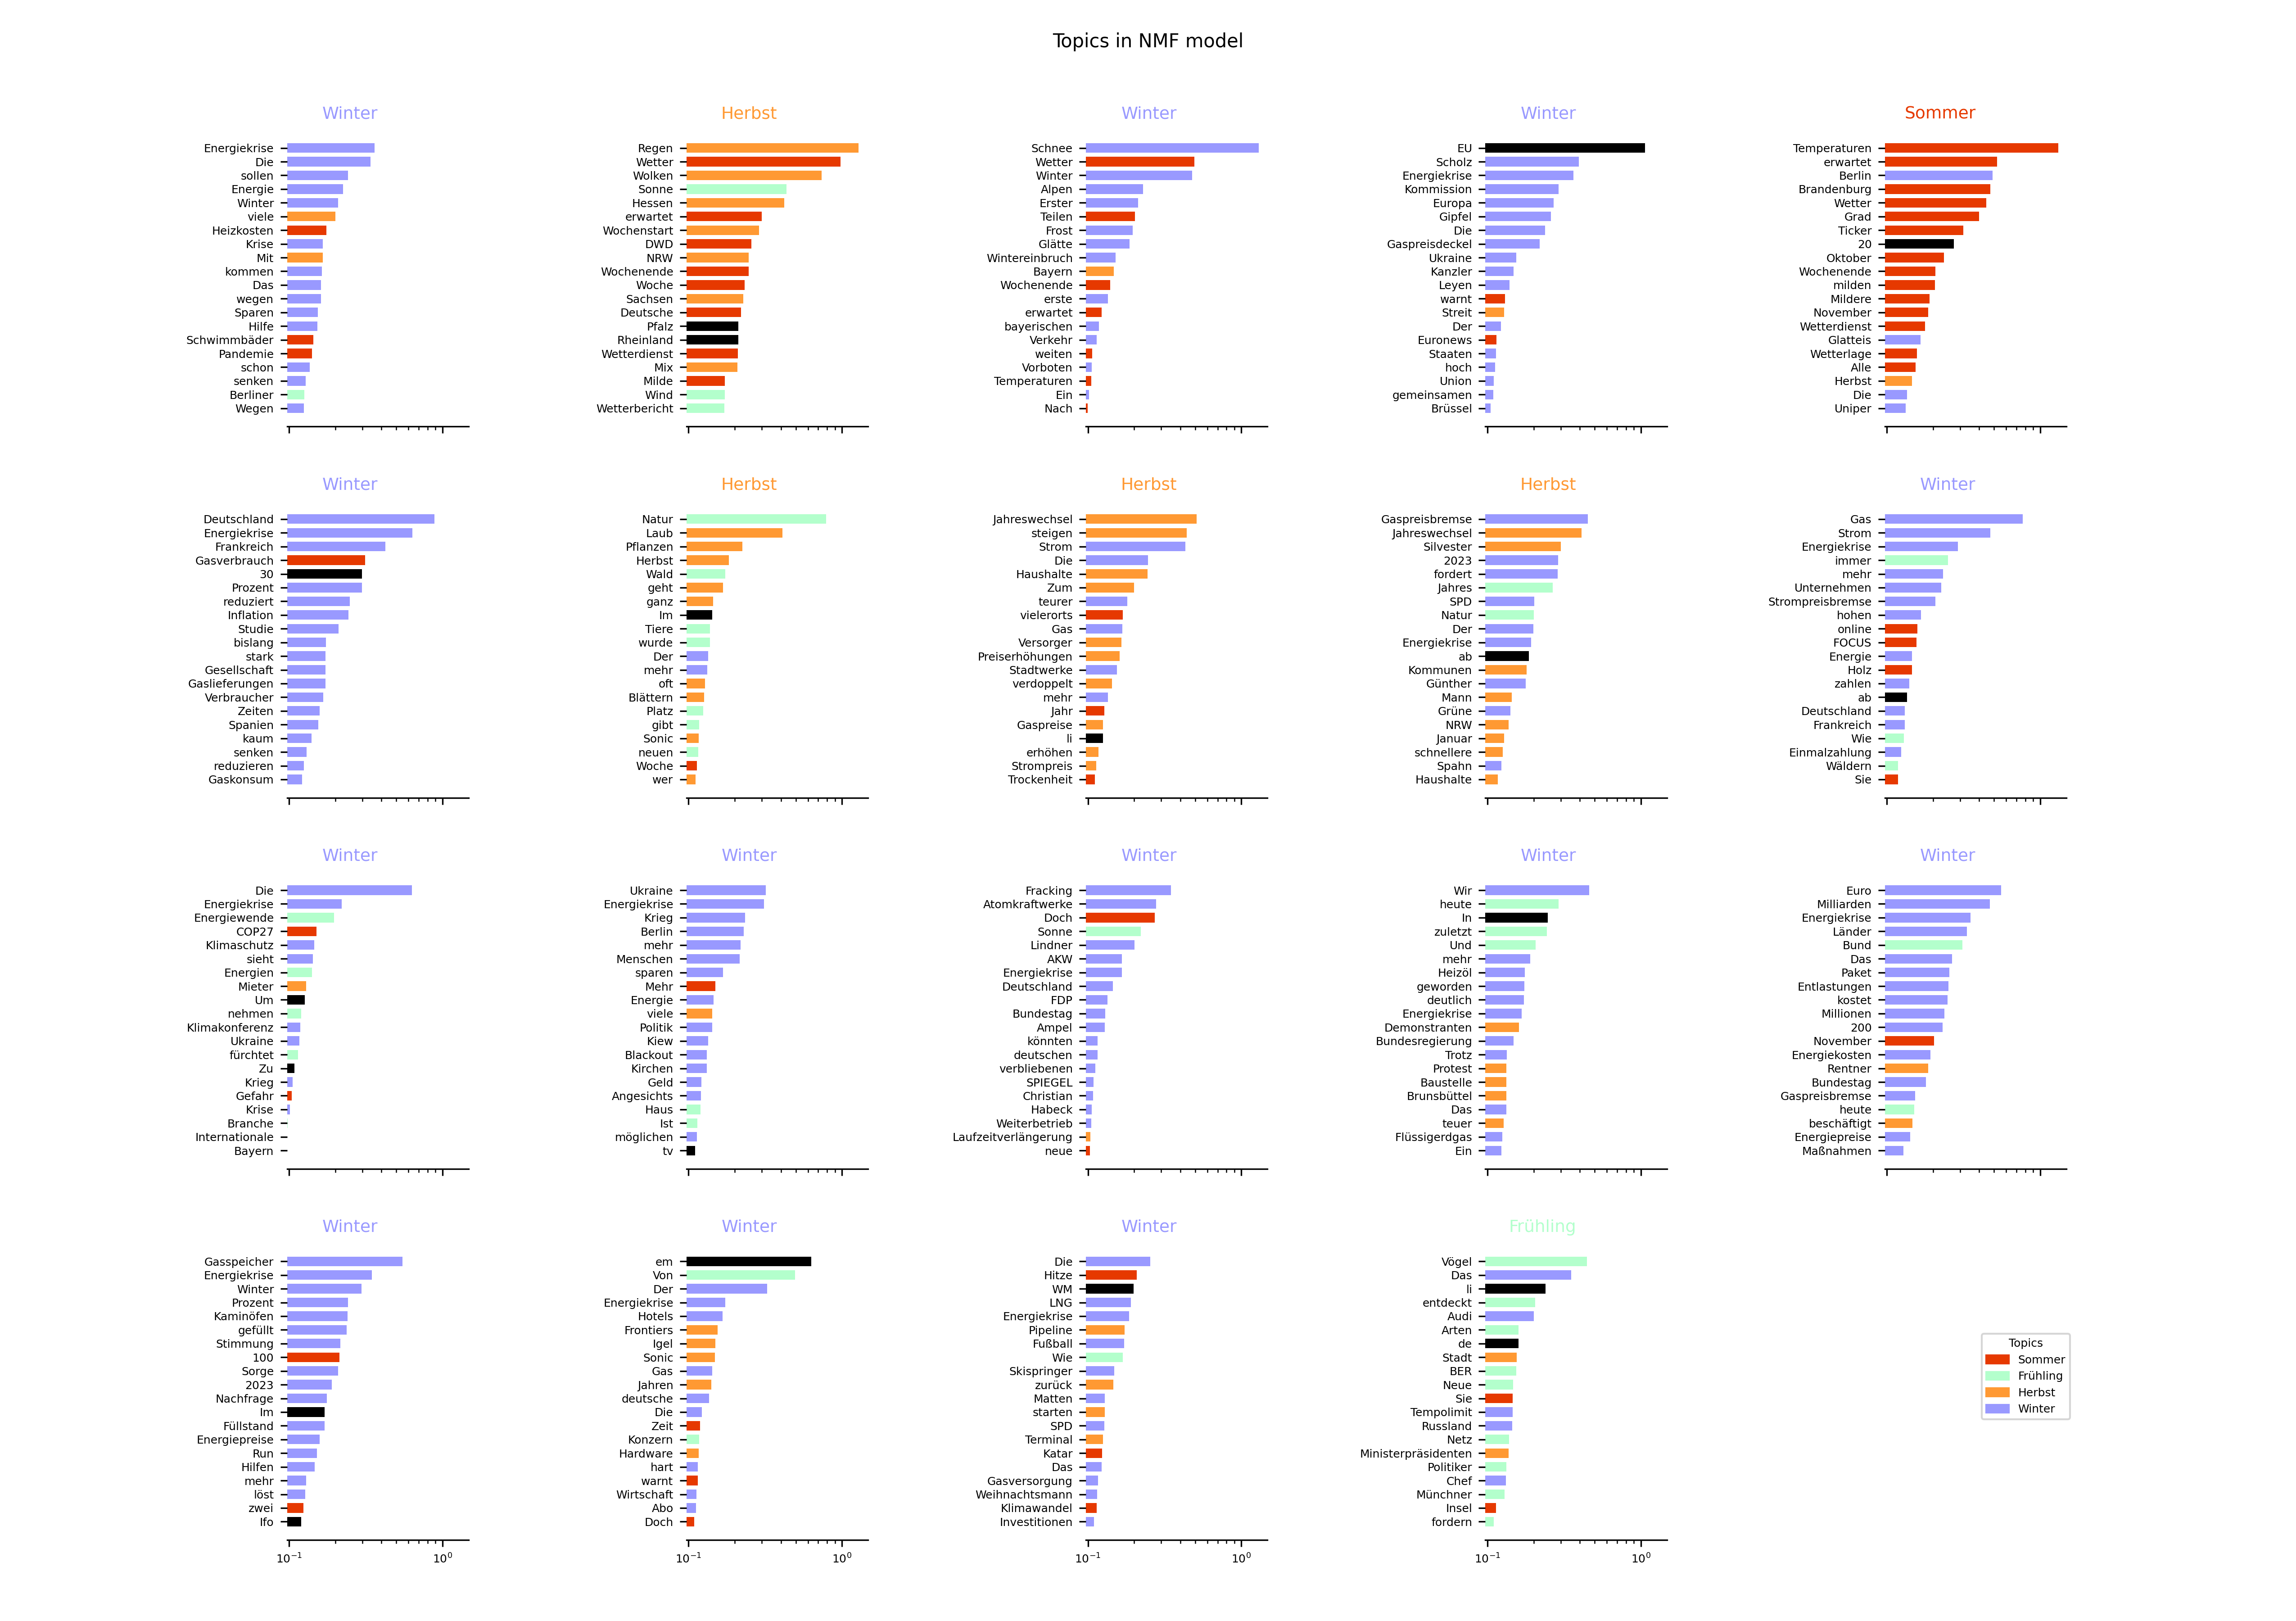 Topics in NMF model
Winter
Energiekrise
Die
sollen
Energie
Winter
viele
Heizkosten
Krise
Mit
kommen
Das
wegen
Sparen
Hilfe
Schwimmbäder
Pandemie
schon
senken
Berliner
Wegen
Herbst
Regen
Wetter
Wolken
Sonne
Hessen
erwartet
Wochenstart
DWD
NRW
Wochenende
Woche
Sachsen
Deutsche
Pfalz
Rheinland
Wetterdienst
Mix
Milde
Wind
Wetterbericht
Winter
Schnee
Wetter
Winter
Alpen
Erster
Teilen
Frost
Glätte
Wintereinbruch
Bayern
Wochenende
erste
erwartet
bayerischen
Verkehr
weiten
Vorboten
Temperaturen
Ein
Nach
Winter
EU
Scholz
Energiekrise
Kommission
Europa
Gipfel
Die
Gaspreisdeckel
Ukraine
Kanzler
Leyen
warnt
Streit
Der
Euronews
Staaten
hoch
Union
gemeinsamen
Brüssel
Sommer
Temperaturen
erwartet
Berlin
Brandenburg
Wetter
Grad
Ticker
20
Oktober
Wochenende
milden
Mildere
November
Wetterdienst
Glatteis
Wetterlage
Alle
Herbst
Die
Uniper
Winter
Deutschland
Energiekrise
Frankreich
Gasverbrauch
30
Prozent
reduziert
Inflation
Studie
bislang
stark
Gesellschaft
Gaslieferungen
Verbraucher
Zeiten
Spanien
kaum
senken
reduzieren
Gaskonsum
Herbst
Natur
Laub
Pflanzen
Herbst
Wald
geht
ganz
Im
Tiere
wurde
Der
mehr
oft
Blättern
Platz
gibt
Sonic
neuen
Woche
wer
Herbst
Jahreswechsel
steigen
Strom
Die
Haushalte
Zum
teurer
vielerorts
Gas
Versorger
Preiserhöhungen
Stadtwerke
verdoppelt
mehr
Jahr
Gaspreise
li
erhöhen
Strompreis
Trockenheit
Herbst
Gaspreisbremse
Jahreswechsel
Silvester
2023
fordert
Jahres
SPD
Natur
Der
Energiekrise
ab
Kommunen
Günther
Mann
Grüne
NRW
Januar
schnellere
Spahn
Haushalte
Winter
Gas
Strom
Energiekrise
immer
mehr
Unternehmen
Strompreisbremse
hohen
online
FOCUS
Energie
Holz
zahlen
ab
Deutschland
Frankreich
Wie
Einmalzahlung
Wäldern
Sie
Winter
Die
Energiekrise
Energiewende
COP27
Klimaschutz
sieht
Energien
Mieter
Um
nehmen
Klimakonferenz
Ukraine
fürchtet
Zu
Krieg
Gefahr
Krise
Branche
Internationale
Bayern
Winter
Ukraine
Energiekrise
Krieg
Berlin
mehr
Menschen
sparen
Mehr
Energie
viele
Politik
Kiew
Blackout
Kirchen
Geld
Angesichts
Haus
Ist
möglichen
tv
Winter
Fracking
Atomkraftwerke
Doch
Sonne
Lindner
AKW
Energiekrise
Deutschland
FDP
Bundestag
Ampel
könnten
deutschen
verbliebenen
SPIEGEL
Christian
Habeck
Weiterbetrieb
Laufzeitverlängerung
neue
Winter
Wir
heute
In
zuletzt
Und
mehr
Heizöl
geworden
deutlich
Energiekrise
Demonstranten
Bundesregierung
Trotz
Protest
Baustelle
Brunsbüttel
Das
teuer
Flüssigerdgas
Ein
Winter
Euro
Milliarden
Energiekrise
Länder
Bund
Das
Paket
Entlastungen
kostet
Millionen
200
November
Energiekosten
Rentner
Bundestag
Gaspreisbremse
heute
beschäftigt
Energiepreise
Maßnahmen
Winter
Gasspeicher
Energiekrise
Winter
Prozent
Kaminöfen
gefüllt
Stimmung
100
Sorge
2023
Nachfrage
Im
Füllstand
Energiepreise
Run
Hilfen
mehr
löst
zwei
Ifo
10⁻¹ 10⁰
Winter
em
Von
Der
Energiekrise
Hotels
Frontiers
Igel
Sonic
Gas
Jahren
deutsche
Die
Zeit
Konzern
Hardware
hart
warnt
Wirtschaft
Abo
Doch
10⁻¹ 10⁰
Winter
Die
Hitze
WM
LNG
Energiekrise
Pipeline
Fußball
Wie
Skispringer
zurück
Matten
starten
SPD
Terminal
Katar
Das
Gasversorgung
Weihnachtsmann
Klimawandel
Investitionen
10⁻¹ 10⁰
Frühling
Vögel
Das
li
entdeckt
Audi
Arten
de
Stadt
BER
Neue
Sie
Tempolimit
Russland
Netz
Ministerpräsidenten
Politiker
Chef
Münchner
Insel
fordern
10⁻¹ 10⁰
Topics
Sommer
Frühling
Herbst
Winter